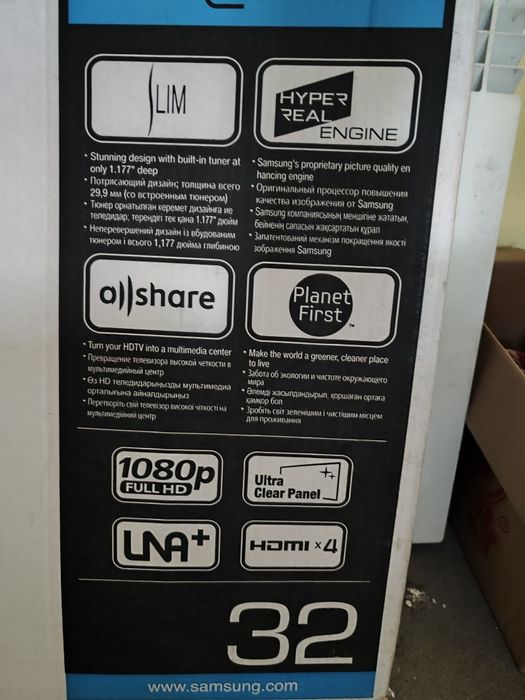 SLIM
HYPER
REAL
ENGINE
• Stunning design with built-in tuner at
only 1.177" deep
• Потрясающий дизайн; толщина всего
29,9 мм (со встроенным тюнером)
• Тюнер орнатылған керемет дизайнға ие
теледидар, тереңдігі тек қана 1.177" дюйм
• Неперевершений дизайн із вбудованим
тюнером і всього 1,177 дюйма глибиною
• Samsung's proprietary picture quality en
hancing engine
• Оригинальный процессор повышения
качества изображения от Samsung
• Samsung компаниясының меншігіне жататын,
бейненің сапасын жақсартатын құрал
• Запатентований механізм покращення якості
зображення Samsung
allshare
Planet
First™
• Turn your HDTV into a multimedia center
• Превращение телевизора высокой четкости в
мультимедийный центр
• Өз HD теледидарыңызды мультимедиа
орталығына айналдырыңыз
• Перетворіть свій телевізор високої чіткості на
мультимедійний центр
• Make the world a greener, cleaner place
to live
• Забота об экологии и чистоте окружающего
мира
• Әлемді жасылдандырып, қоршаған ортаға
қамқор бол
• Зробіть світ зеленішим і чистішим місцем
для проживання
1080p
FULL HD
Ultra
Clear Panel
LNA+
HDMI x4
32
www.samsung.com